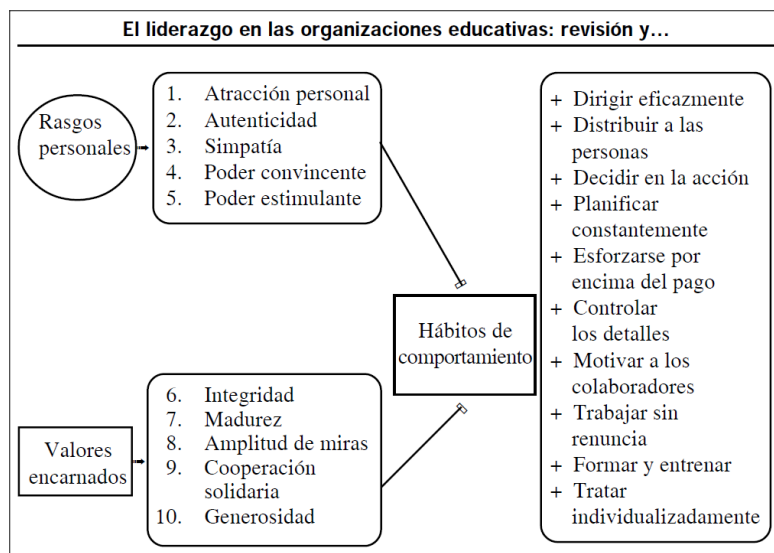 El liderazgo en las organizaciones educativas: revisión y…
Rasgos
personales
1. Atracción personal
2. Autenticidad
3. Simpatía
4. Poder convincente
5. Poder estimulante
Valores
encarnados
6. Integridad
7. Madurez
8. Amplitud de miras
9. Cooperación
solidaria
10. Generosidad
Hábitos de
comportamiento
+ Dirigir eficazmente
+ Distribuir a las
personas
+ Decidir en la acción
+ Planificar
constantemente
+ Esforzarse por
encima del pago
+ Controlar
los detalles
+ Motivar a los
colaboradores
+ Trabajar sin
renuncia
+ Formar y entrenar
+ Tratar
individualizadamente